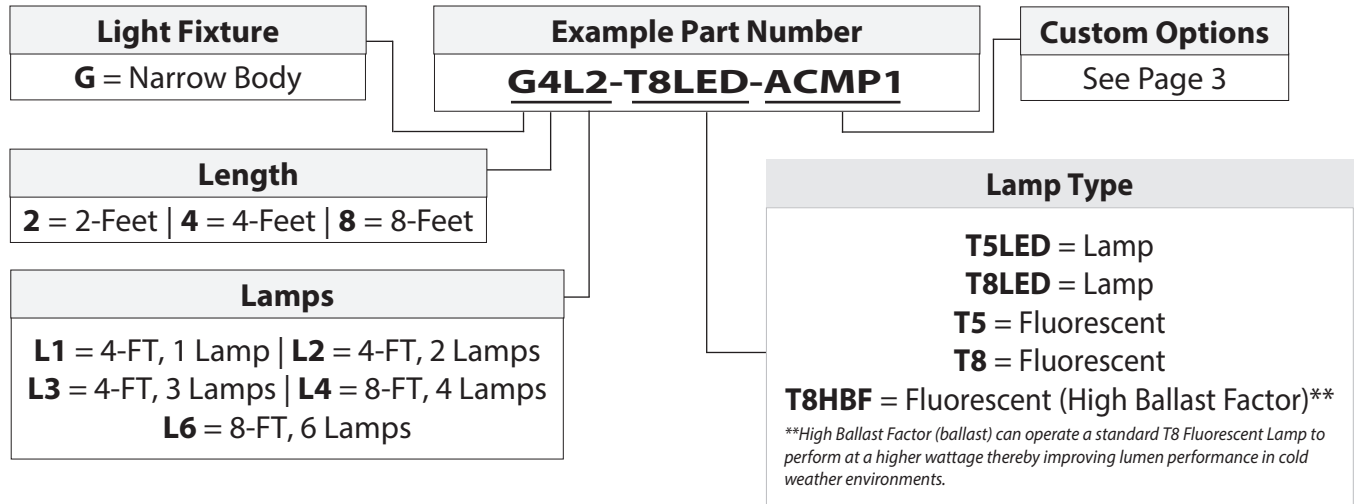 Light Fixture
G = Narrow Body
Example Part Number
G4L2-T8LED-ACMP1
Custom Options
See Page 3
Length
2 = 2-Feet | 4 = 4-Feet | 8 = 8-Feet
Lamps
L1 = 4-FT, 1 Lamp | L2 = 4-FT, 2 Lamps
L3 = 4-FT, 3 Lamps | L4 = 8-FT, 4 Lamps
L6 = 8-FT, 6 Lamps
Lamp Type
T5LED = Lamp
T8LED = Lamp
T5 = Fluorescent
T8 = Fluorescent
T8HBF = Fluorescent (High Ballast Factor)**
**High Ballast Factor (ballast) can operate a standard T8 Fluorescent Lamp to
perform at a higher wattage thereby improving lumen performance in cold
weather environments.